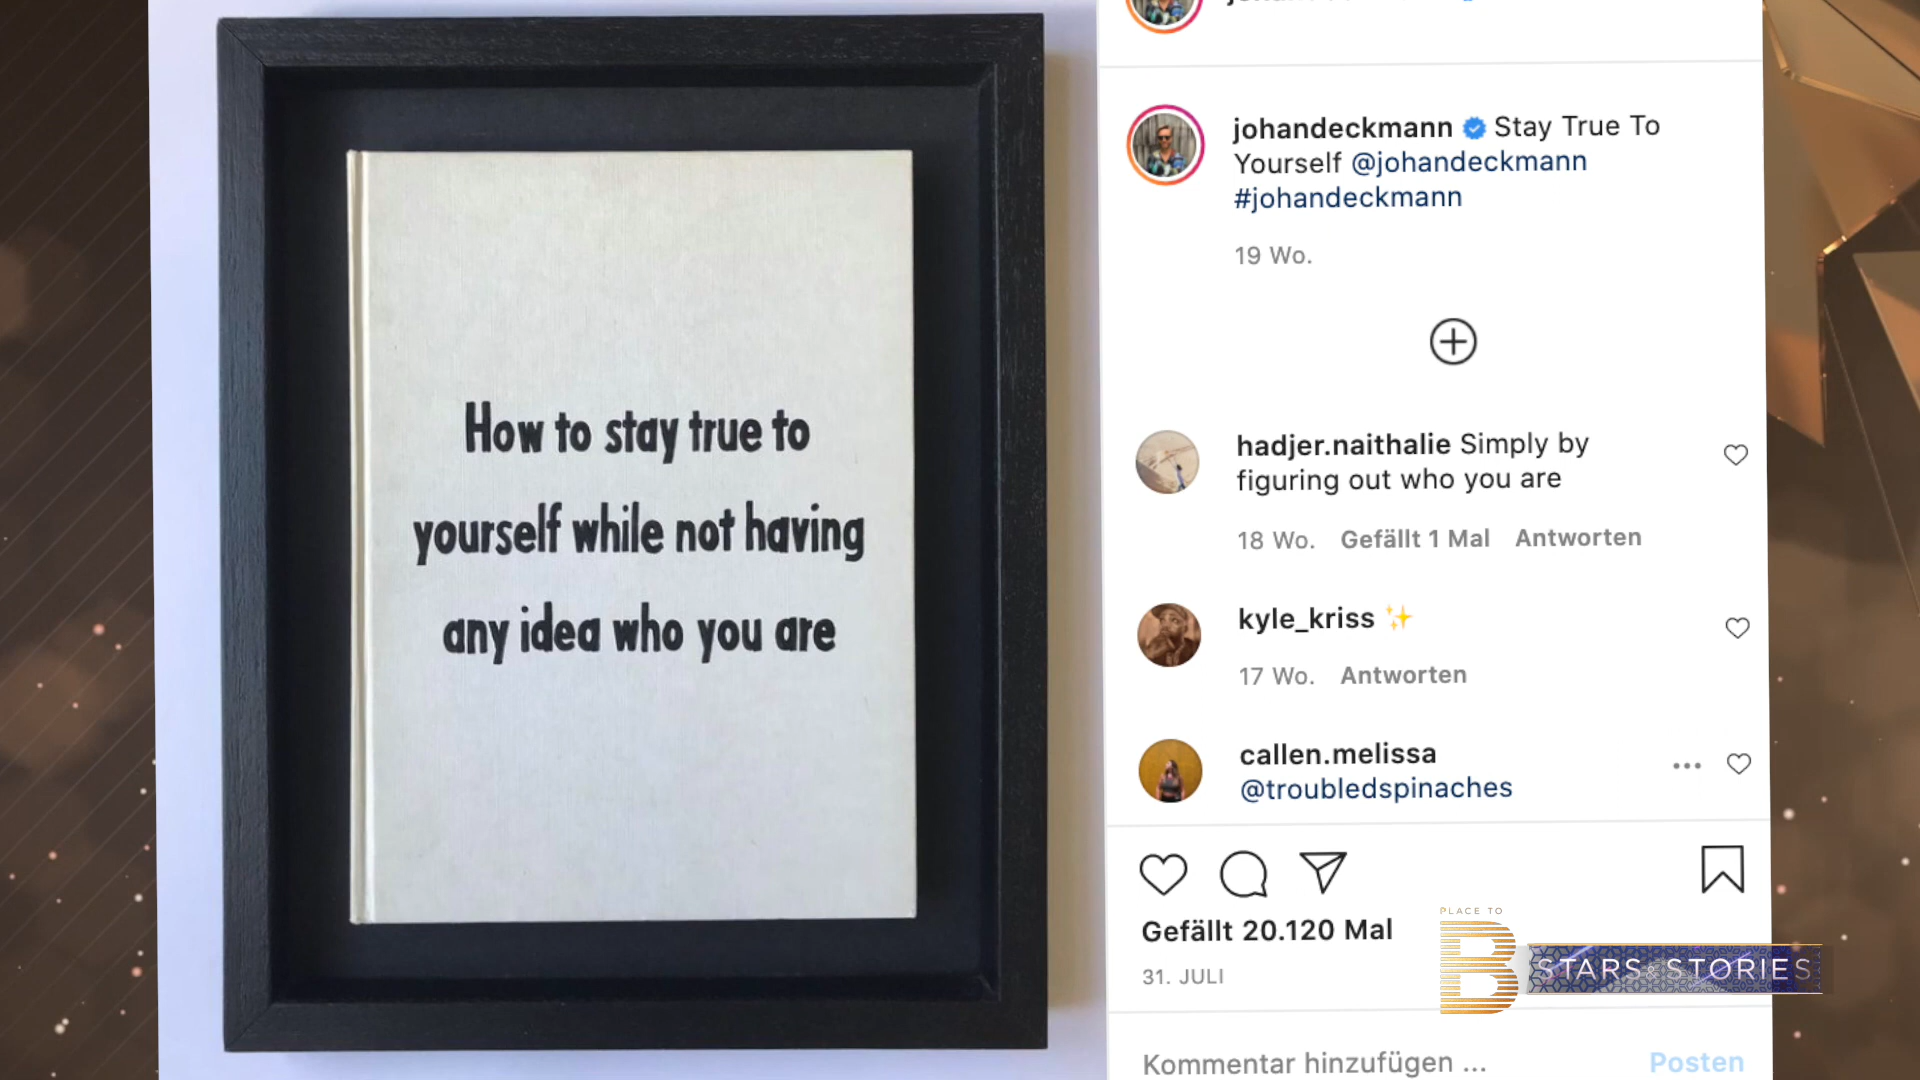 How to stay true to
yourself while not having
any idea who you are
johandeckmann Stay True To
Yourself @johandeckmann
#johandeckmann
19 Wo.
hadjer.naithalie Simply by
figuring out who you are
18 Wo. Gefällt 1 Mal Antworten
kyle_kriss ✨
17 Wo. Antworten
callen.melissa
@troubledspinaches
Gefällt 20.120 Mal
31. JULI
Kommentar hinzufügen ... Posten
PLACE TO
B
STARS & STORIES